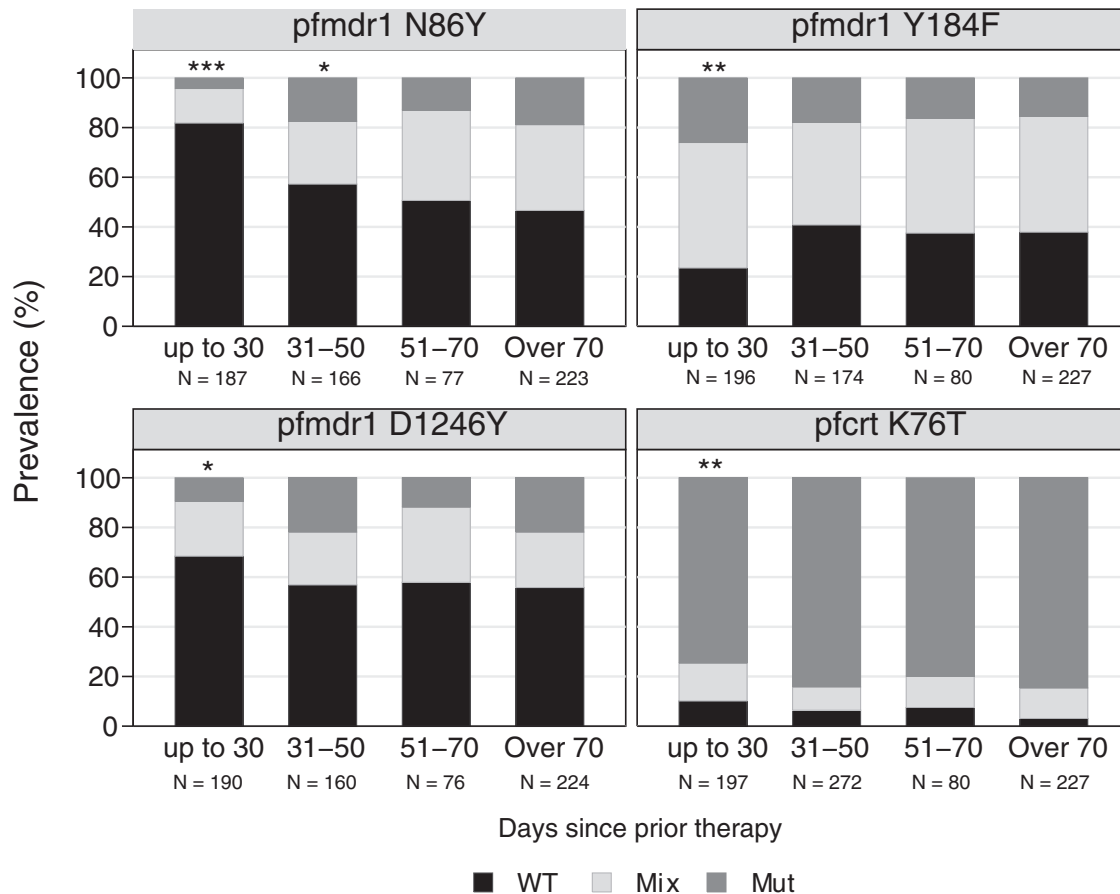 pfmdr1 N86Y
pfmdr1 Y184F
Prevalence (%)
100
80
60
40
20
0
*** *
**
up to 30 31–50 51–70 Over 70
N = 187 N = 166 N = 77 N = 223
up to 30 31–50 51–70 Over 70
N = 196 N = 174 N = 80 N = 227
pfmdr1 D1246Y
pfcrt K76T
100
80
60
40
20
0
*
**
up to 30 31–50 51–70 Over 70
N = 190 N = 160 N = 76 N = 224
up to 30 31–50 51–70 Over 70
N = 197 N = 272 N = 80 N = 227
Days since prior therapy
WT Mix Mut